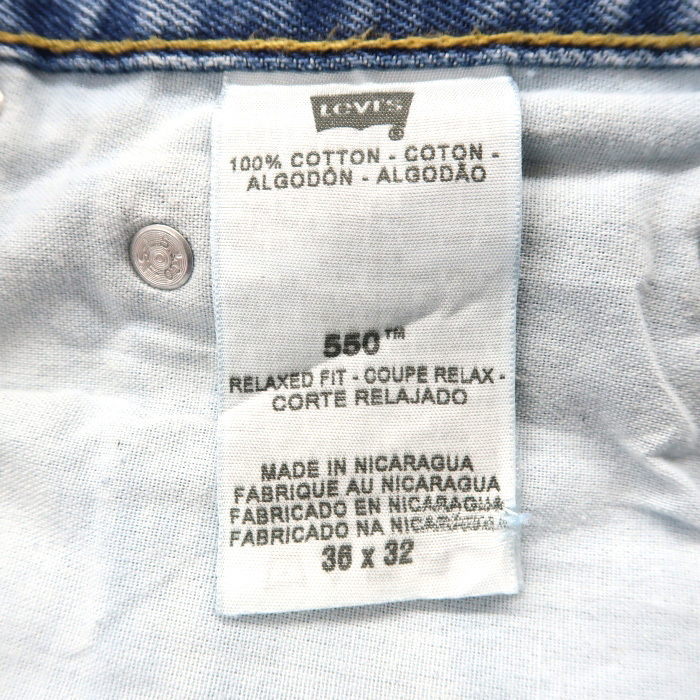 LEVI'S
®
100% COTTON - COTON -
ALGODÓN - ALGODÃO
550™
RELAXED FIT - COUPE RELAX -
CORTE RELAJADO
MADE IN NICARAGUA
FABRIQUE AU NICARAGUA
FABRICADO EN NICARAGUA
FABRICADO NA NICARÁGUA
36 x 32